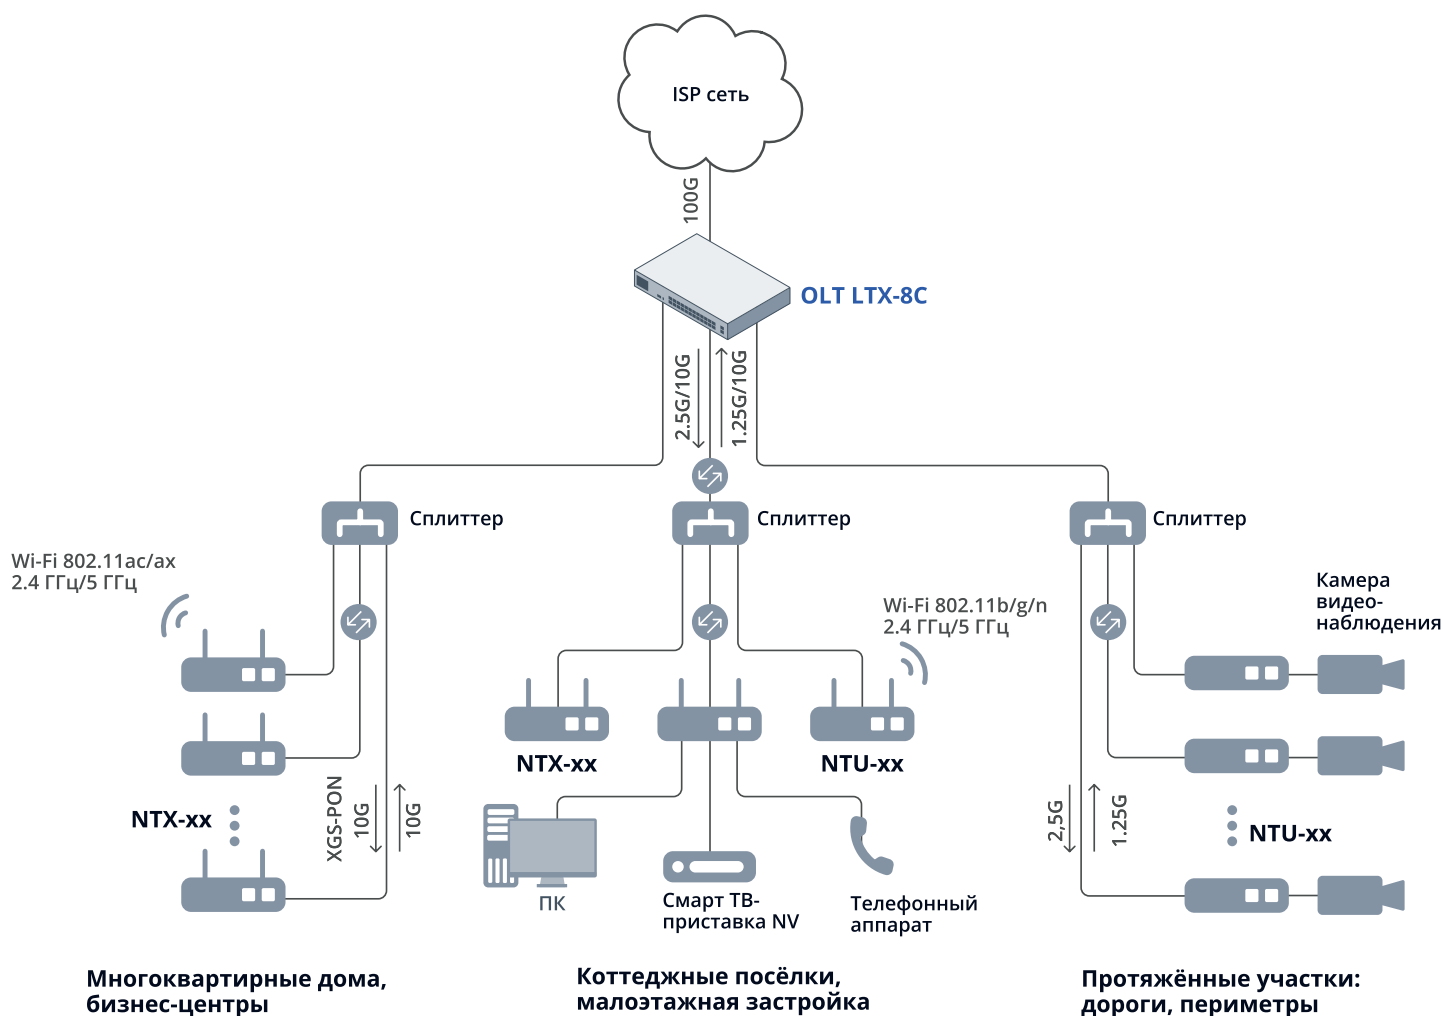 ISP сеть
100G
OLT LTX-8C
2.5G/10G
1.25G/10G
Сплиттер
Сплиттер
Сплиттер
Wi-Fi 802.11ac/ax
2.4 ГГц/5 ГГц
Wi-Fi 802.11b/g/n
2.4 ГГц/5 ГГц
Камера
видео-
наблюдения
NTX-xx
NTU-xx
NTX-xx
XGS-PON
10G
10G
2,5G
1.25G
NTU-xx
ПК
Смарт ТВ-
приставка NV
Телефонный
аппарат
Многоквартирные дома,
бизнес-центры
Коттеджные посёлки,
малоэтажная застройка
Протяжённые участки:
дороги, периметры